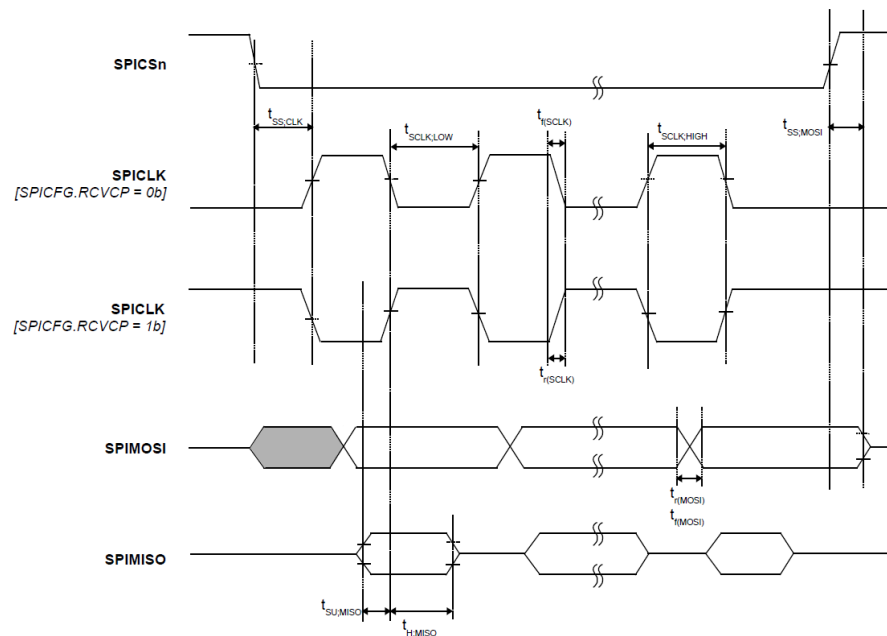 SPICSn
tSS;CLK
tSCLK;LOW
tf(SCLK)
tSCLK;HIGH
tSS;MOSI
SPICLK
[SPICFG.RCVCP = 0b]
SPICLK
[SPICFG.RCVCP = 1b]
tr(SCLK)
SPIMOSI
tr(MOSI)
tf(MOSI)
SPIMISO
tSU;MISO
tH;MISO